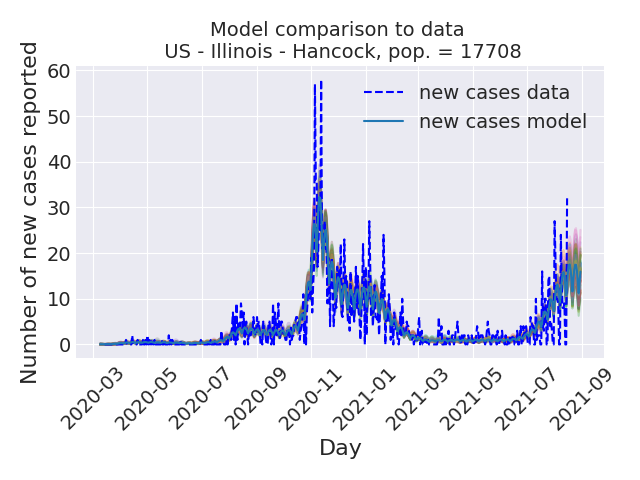 Model comparison to data
US - Illinois - Hancock, pop. = 17708
Number of new cases reported
60
50
40
30
20
10
0
new cases data
new cases model
2020-03
2020-05
2020-07
2020-09
2020-11
2021-01
2021-03
2021-05
2021-07
2021-09
Day